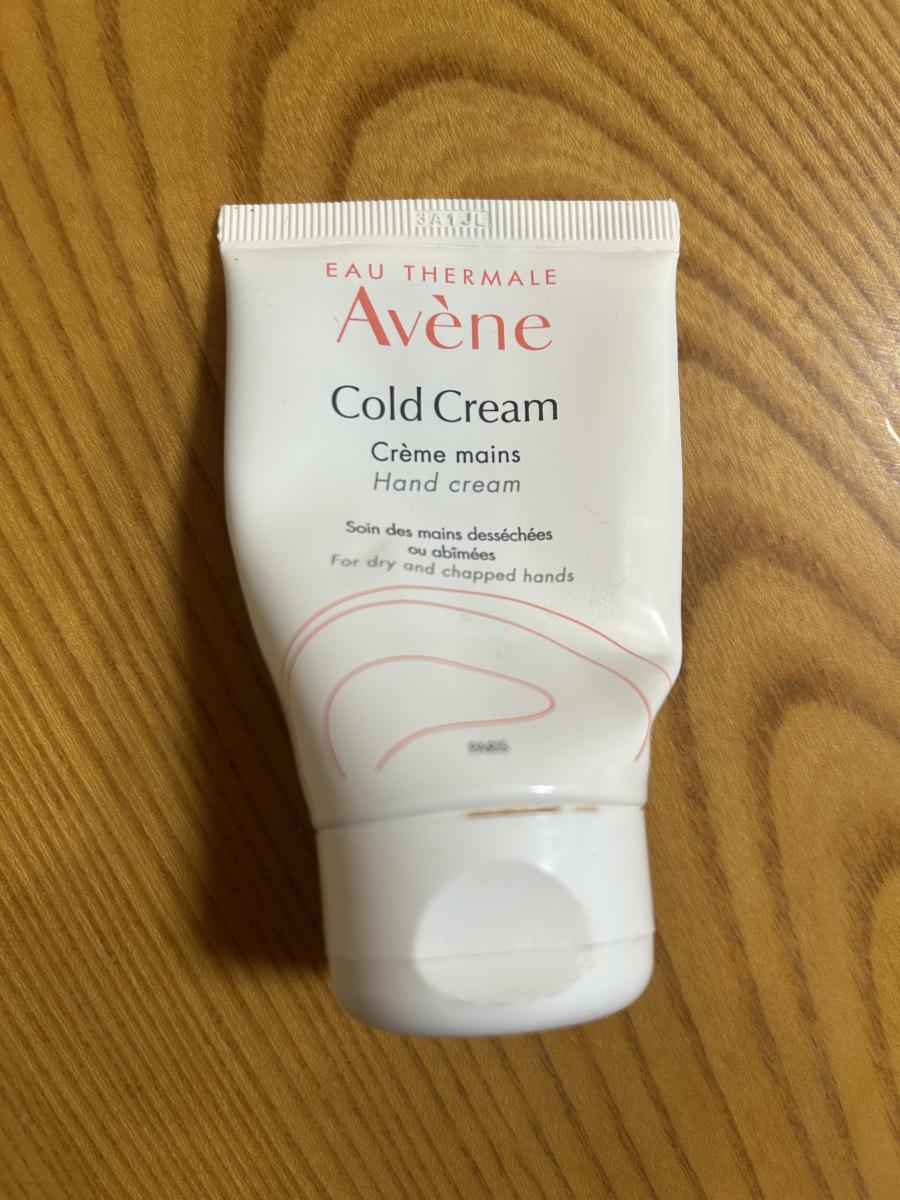 3A1JL
EAU THERMALE
Avène
Cold Cream
Crème mains
Hand cream
Soin des mains desséchées
ou abîmées
For dry and chapped hands
PARIS